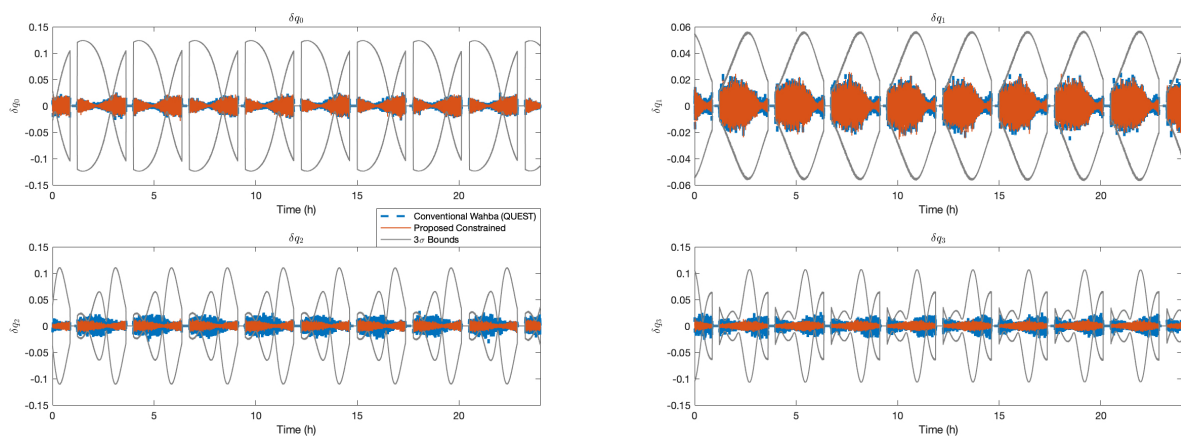 δq₀
δq₀
0.15
0.1
0.05
0
-0.05
-0.1
-0.15
0 5 10 15 20
Time (h)
δq₁
δq₁
0.06
0.04
0.02
0
-0.02
-0.04
-0.06
0 5 10 15 20
Time (h)
Conventional Wahba (QUEST)
Proposed Constrained
3σ Bounds
δq₂
δq₂
0.15
0.1
0.05
0
-0.05
-0.1
-0.15
0 5 10 15 20
Time (h)
δq₃
δq₃
0.15
0.1
0.05
0
-0.05
-0.1
-0.15
0 5 10 15 20
Time (h)